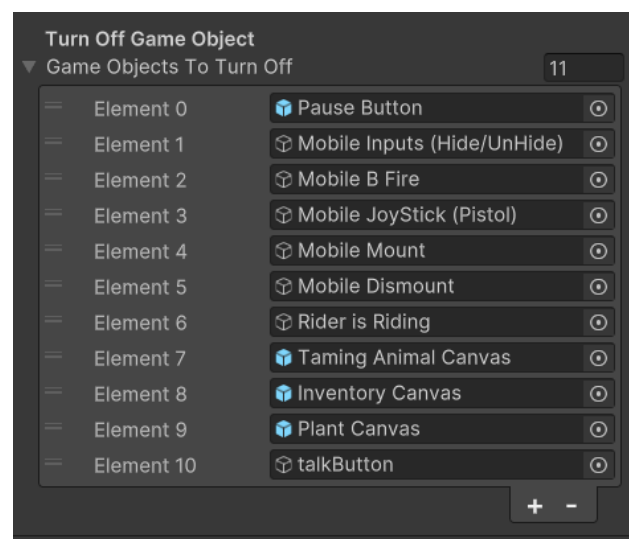 Turn Off Game Object
Game Objects To Turn Off 11
Element 0 Pause Button
Element 1 Mobile Inputs (Hide/UnHide)
Element 2 Mobile B Fire
Element 3 Mobile JoyStick (Pistol)
Element 4 Mobile Mount
Element 5 Mobile Dismount
Element 6 Rider is Riding
Element 7 Taming Animal Canvas
Element 8 Inventory Canvas
Element 9 Plant Canvas
Element 10 talkButton
+ -